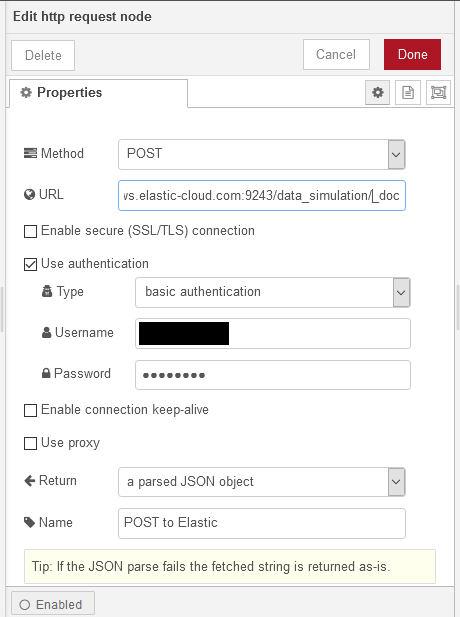 Edit http request node
Delete
Cancel
Done
Properties
Method
POST
URL
vs.elastic-cloud.com:9243/data_simulation/_doc
Enable secure (SSL/TLS) connection
Use authentication
Type
basic authentication
Username
Password
Enable connection keep-alive
Use proxy
Return
a parsed JSON object
Name
POST to Elastic
Tip: If the JSON parse fails the fetched string is returned as-is.
Enabled